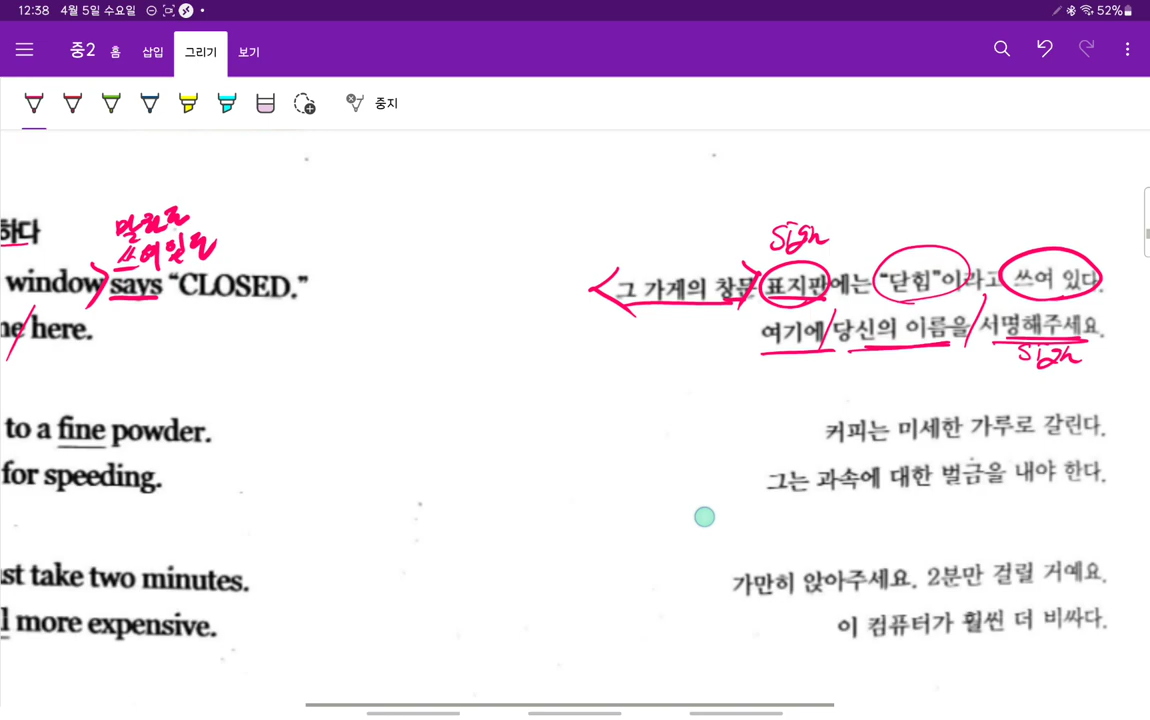 12:38 4월 5일 수요일 52%
중2 홈 삽입 그리기 보기
중지
하다
말 쓰여있는
sign
window says “CLOSED.”
그 가게의 창문 표지판에는 “닫힘”이라고 쓰여 있다.
me here.
여기에 당신의 이름을 서명해주세요.
sign
to a fine powder.
커피는 미세한 가루로 갈린다.
for speeding.
그는 과속에 대한 벌금을 내야 한다.
st take two minutes.
가만히 앉아주세요. 2분만 걸릴 거예요.
l more expensive.
이 컴퓨터가 훨씬 더 비싸다.